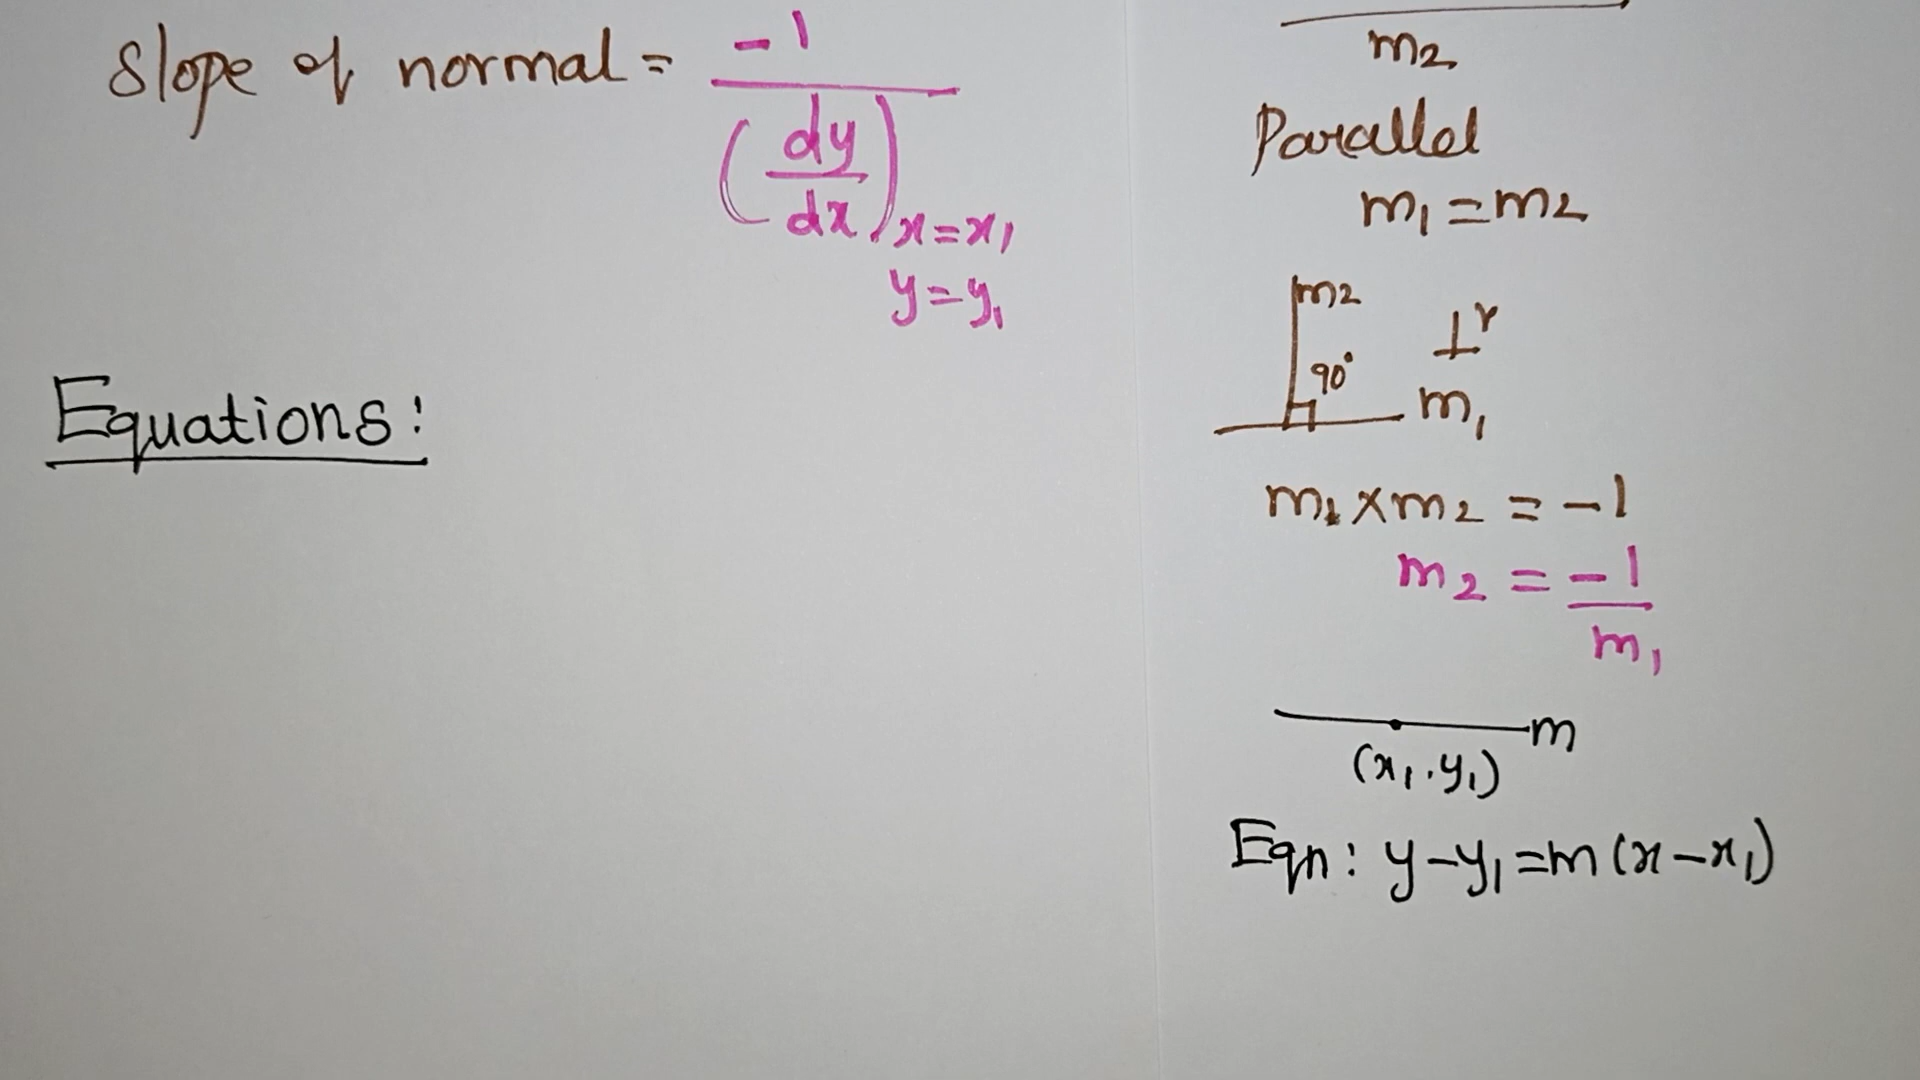 Slope of normal = -1 / (dy/dx) x=x₁
y=y₁
Equations:
m₂
Parallel
m₁ = m₂
m₂
⊥r
90°
m₁
m₁ × m₂ = -1
m₂ = -1/m₁
m
(x₁, y₁)
Eqn: y-y₁=m(x-x₁)